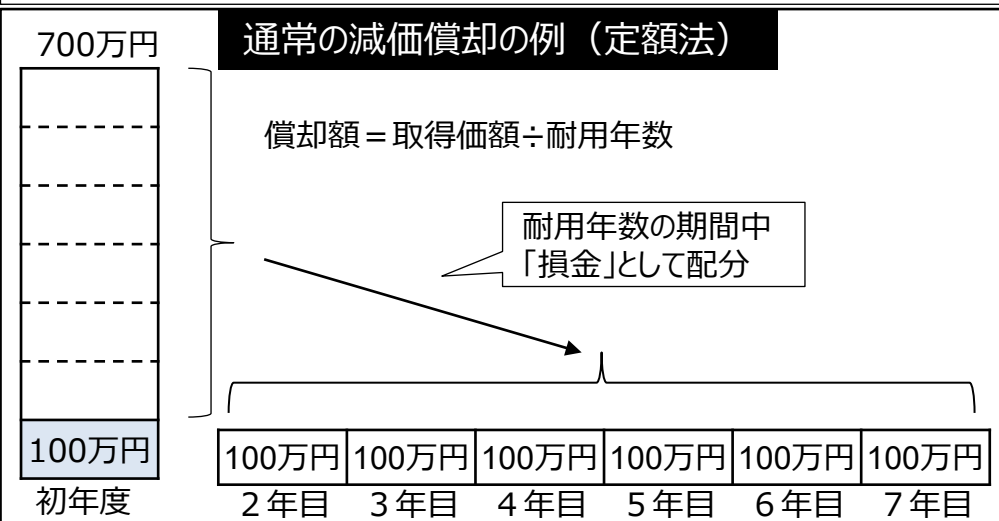 700万円
通常の減価償却の例（定額法）
償却額＝取得価額÷耐用年数
耐用年数の期間中
「損金」として配分
100万円
100万円 100万円 100万円 100万円 100万円 100万円
初年度 ２年目 ３年目 ４年目 ５年目 ６年目 ７年目